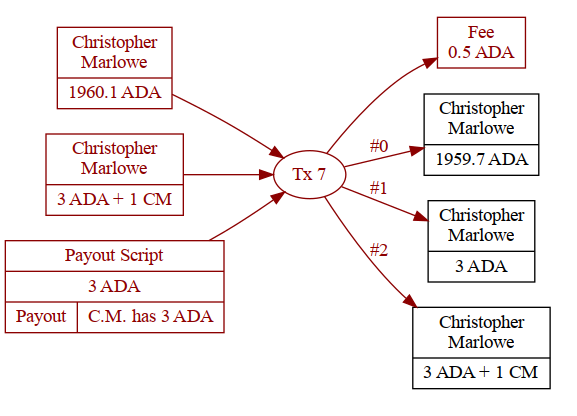 Christopher
Marlowe
1960.1 ADA
Christopher
Marlowe
3 ADA + 1 CM
Payout Script
3 ADA
Payout
C.M. has 3 ADA
Tx 7
#0
#1
#2
Fee
0.5 ADA
Christopher
Marlowe
1959.7 ADA
Christopher
Marlowe
3 ADA
Christopher
Marlowe
3 ADA + 1 CM